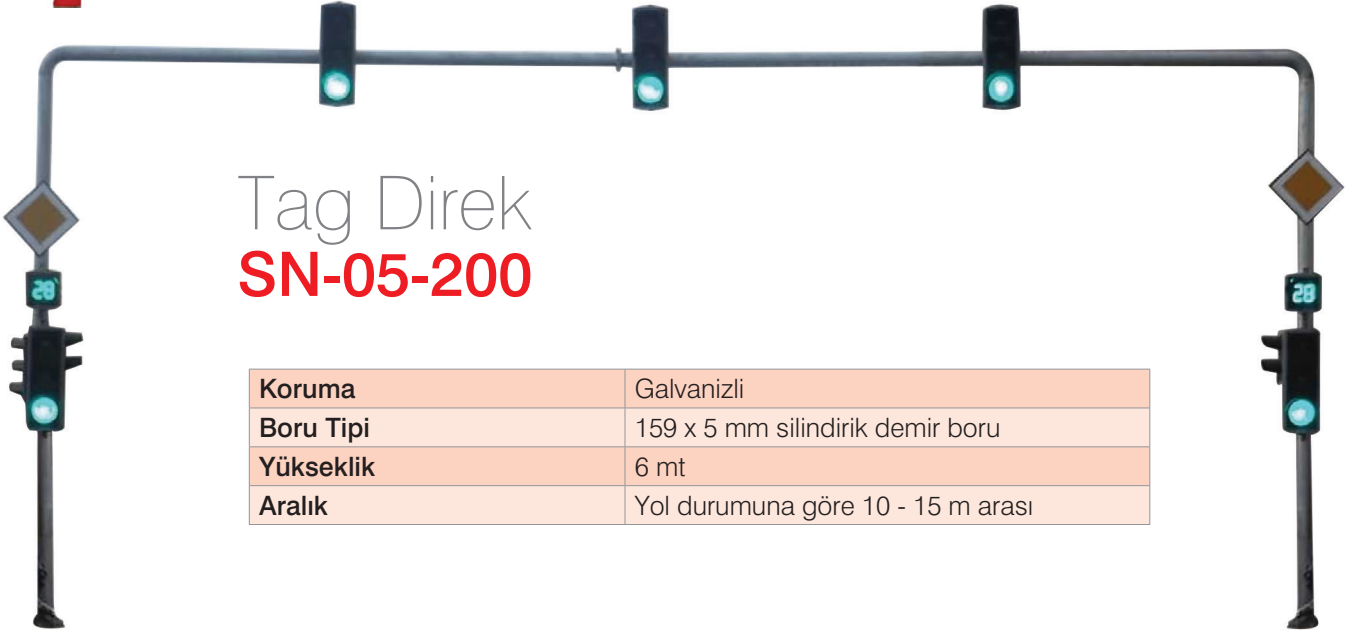 Tag Direk
SN-05-200
28
28
Koruma Galvanizli
Boru Tipi 159 x 5 mm silindirik demir boru
Yükseklik 6 mt
Aralık Yol durumuna göre 10 - 15 m arası